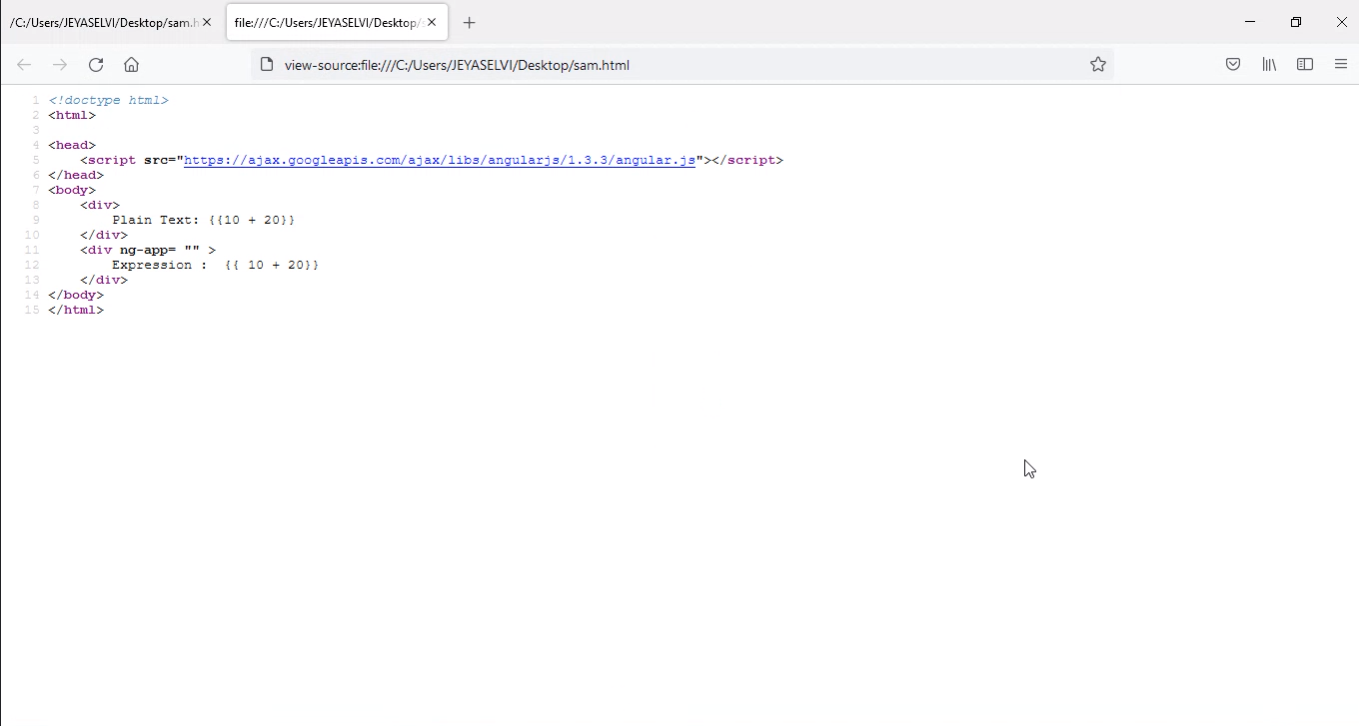 /C:/Users/JEYASELVI/Desktop/sam.h
file:///C:/Users/JEYASELVI/Desktop/s
view-source:file:///C:/Users/JEYASELVI/Desktop/sam.html
1 <!doctype html>
2 <html>
3
4 <head>
5     <script src="https://ajax.googleapis.com/ajax/libs/angularjs/1.3.3/angular.js"></script>
6 </head>
7 <body>
8     <div>
9         Plain Text: {{10 + 20}}
10     </div>
11     <div ng-app= "" >
12         Expression :  {{ 10 + 20}}
13     </div>
14 </body>
15 </html>